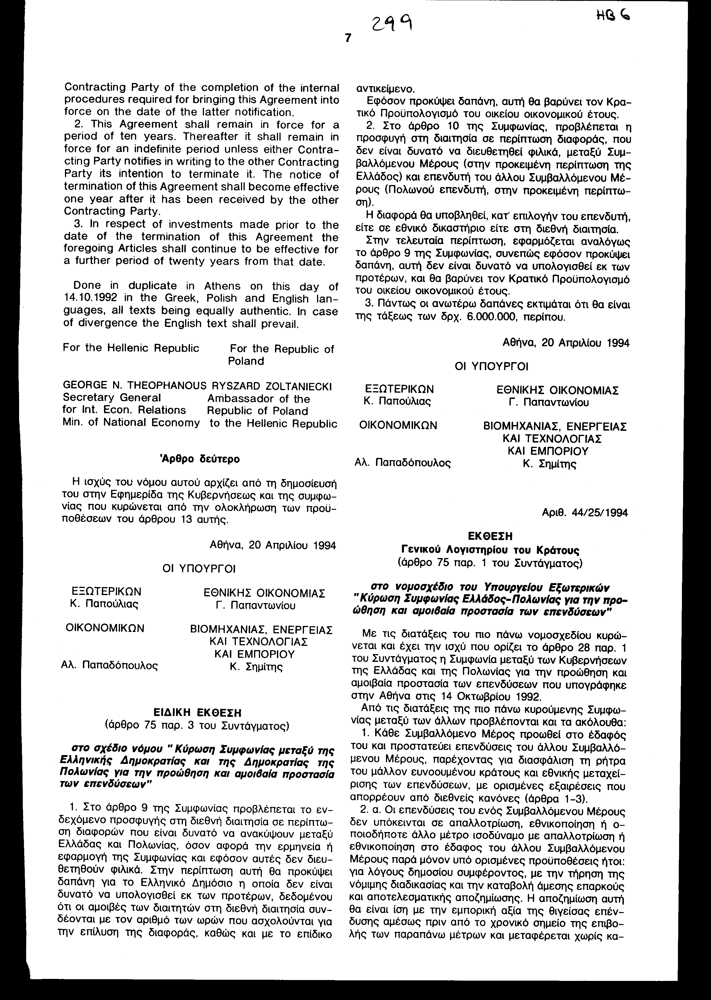 299
ΗΒ 6
7
Contracting Party of the completion of the internal
procedures required for bringing this Agreement into
force on the date of the latter notification.
2. This Agreement shall remain in force for a
period of ten years. Thereafter it shall remain in
force for an indefinite period unless either Contra-
cting Party notifies in writing to the other Contracting
Party its intention to terminate it. The notice of
termination of this Agreement shall become effective
one year after it has been received by the other
Contracting Party.
3. In respect of investments made prior to the
date of the termination of this Agreement the
foregoing Articles shall continue to be effective for
a further period of twenty years from that date.
Done in duplicate in Athens on this day of
14.10.1992 in the Greek, Polish and English lan-
guages, all texts being equally authentic. In case
of divergence the English text shall prevail.
For the Hellenic Republic For the Republic of
Poland
GEORGE N. THEOPHANOUS RYSZARD ZOLTANIECKI
Secretary General Ambassador of the
for Int. Econ. Relations Republic of Poland
Min. of National Economy to the Hellenic Republic
'Αρθρο δεύτερο
Η ισχύς του νόμου αυτού αρχίζει από τη δημοσίευσή
του στην Εφημερίδα της Κυβερνήσεως και της συμφω-
νίας που κυρώνεται από την ολοκλήρωση των προϋ-
ποθέσεων του άρθρου 13 αυτής.
Αθήνα, 20 Απριλίου 1994
ΟΙ ΥΠΟΥΡΓΟΙ
ΕΞΩΤΕΡΙΚΩΝ ΕΘΝΙΚΗΣ ΟΙΚΟΝΟΜΙΑΣ
Κ. Παπούλιας Γ. Παπαντωνίου
ΟΙΚΟΝΟΜΙΚΩΝ ΒΙΟΜΗΧΑΝΙΑΣ, ΕΝΕΡΓΕΙΑΣ
ΚΑΙ ΤΕΧΝΟΛΟΓΙΑΣ
ΚΑΙ ΕΜΠΟΡΙΟΥ
Αλ. Παπαδόπουλος Κ. Σημίτης
ΕΙΔΙΚΗ ΕΚΘΕΣΗ
(άρθρο 75 παρ. 3 του Συντάγματος)
στο σχέδιο νόμου "Κύρωση Συμφωνίας μεταξύ της
Ελληνικής Δημοκρατίας και της Δημοκρατίας της
Πολωνίας για την προώθηση και αμοιβαία προστασία
των επενδύσεων"
1. Στο άρθρο 9 της Συμφωνίας προβλέπεται το εν-
δεχόμενο προσφυγής στη διεθνή διαιτησία σε περίπτω-
ση διαφορών που είναι δυνατό να ανακύψουν μεταξύ
Ελλάδας και Πολωνίας, όσον αφορά την ερμηνεία ή
εφαρμογή της Συμφωνίας και εφόσον αυτές δεν διευ-
θετηθούν φιλικά. Στην περίπτωση αυτή θα προκύψει
δαπάνη για το Ελληνικό Δημόσιο η οποία δεν είναι
δυνατό να υπολογισθεί εκ των προτέρων, δεδομένου
ότι οι αμοιβές των διαιτητών στη διεθνή διαιτησία συν-
δέονται με τον αριθμό των ωρών που ασχολούνται για
την επίλυση της διαφοράς, καθώς και με το επίδικο
αντικείμενο.
Εφόσον προκύψει δαπάνη, αυτή θα βαρύνει τον Κρα-
τικό Προϋπολογισμό του οικείου οικονομικού έτους.
2. Στο άρθρο 10 της Συμφωνίας, προβλέπεται η
προσφυγή στη διαιτησία σε περίπτωση διαφοράς, που
δεν είναι δυνατό να διευθετηθεί φιλικά, μεταξύ Συμ-
βαλλόμενου Μέρους (στην προκειμένη περίπτωση της
Ελλάδος) και επενδυτή του άλλου Συμβαλλόμενου Μέ-
ρους (Πολωνού επενδυτή, στην προκειμένη περίπτω-
ση).
Η διαφορά θα υποβληθεί, κατ' επιλογήν του επενδυτή,
είτε σε εθνικό δικαστήριο είτε στη διεθνή διαιτησία.
Στην τελευταία περίπτωση, εφαρμόζεται αναλόγως
το άρθρο 9 της Συμφωνίας, συνεπώς εφόσον προκύψει
δαπάνη, αυτή δεν είναι δυνατό να υπολογισθεί εκ των
προτέρων, και θα βαρύνει τον Κρατικό Προϋπολογισμό
του οικείου οικονομικού έτους.
3. Πάντως οι ανωτέρω δαπάνες εκτιμάται ότι θα είναι
της τάξεως των δρχ. 6.000.000, περίπου.
Αθήνα, 20 Απριλίου 1994
ΟΙ ΥΠΟΥΡΓΟΙ
ΕΞΩΤΕΡΙΚΩΝ ΕΘΝΙΚΗΣ ΟΙΚΟΝΟΜΙΑΣ
Κ. Παπούλιας Γ. Παπαντωνίου
ΟΙΚΟΝΟΜΙΚΩΝ ΒΙΟΜΗΧΑΝΙΑΣ, ΕΝΕΡΓΕΙΑΣ
ΚΑΙ ΤΕΧΝΟΛΟΓΙΑΣ
ΚΑΙ ΕΜΠΟΡΙΟΥ
Αλ. Παπαδόπουλος Κ. Σημίτης
Αριθ. 44/25/1994
ΕΚΘΕΣΗ
Γενικού Λογιστηρίου του Κράτους
(άρθρο 75 παρ. 1 του Συντάγματος)
στο νομοσχέδιο του Υπουργείου Εξωτερικών
"Κύρωση Συμφωνίας Ελλάδος-Πολωνίας για την προ-
ώθηση και αμοιβαία προστασία των επενδύσεων"
Με τις διατάξεις του πιο πάνω νομοσχεδίου κυρώ-
νεται και έχει την ισχύ που ορίζει το άρθρο 28 παρ. 1
του Συντάγματος η Συμφωνία μεταξύ των Κυβερνήσεων
της Ελλάδας και της Πολωνίας για την προώθηση και
αμοιβαία προστασία των επενδύσεων που υπογράφηκε
στην Αθήνα στις 14 Οκτωβρίου 1992.
Από τις διατάξεις της πιο πάνω κυρούμενης Συμφω-
νίας μεταξύ των άλλων προβλέπονται και τα ακόλουθα:
1. Κάθε Συμβαλλόμενο Μέρος προωθεί στο έδαφός
του και προστατεύει επενδύσεις του άλλου Συμβαλλό-
μενου Μέρους, παρέχοντας για διασφάλιση τη ρήτρα
του μάλλον ευνοουμένου κράτους και εθνικής μεταχεί-
ρισης των επενδύσεων, με ορισμένες εξαιρέσεις που
απορρέουν από διεθνείς κανόνες (άρθρα 1-3).
2. α. Οι επενδύσεις του ενός Συμβαλλόμενου Μέρους
δεν υπόκεινται σε απαλλοτρίωση, εθνικοποίηση ή ο-
ποιοδήποτε άλλο μέτρο ισοδύναμο με απαλλοτρίωση ή
εθνικοποίηση στο έδαφος του άλλου Συμβαλλόμενου
Μέρους παρά μόνον υπό ορισμένες προϋποθέσεις ήτοι:
για λόγους δημοσίου συμφέροντος, με την τήρηση της
νόμιμης διαδικασίας και την καταβολή άμεσης επαρκούς
και αποτελεσματικής αποζημίωσης. Η αποζημίωση αυτή
θα είναι ίση με την εμπορική αξία της θιγείσας επέν-
δυσης αμέσως πριν από το χρονικό σημείο της επιβο-
λής των παραπάνω μέτρων και μεταφέρεται χωρίς κα-